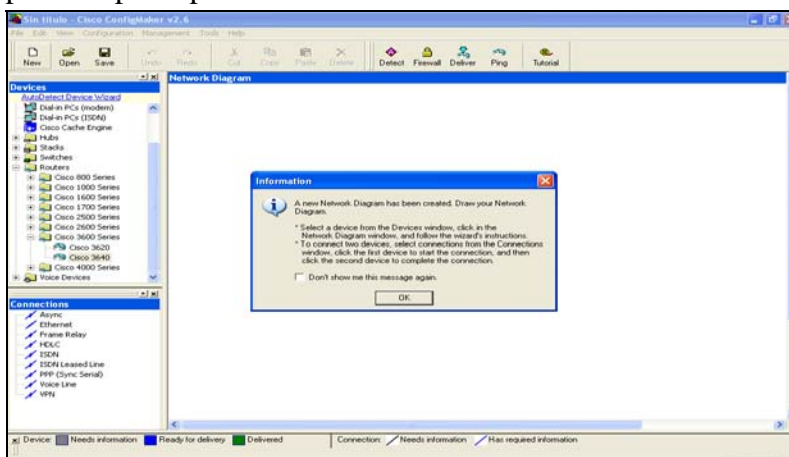 Sin título - Cisco ConfigMaker v2.6
File Edit View Configuration Management Tools Help
New Open Save Undo Redo Cut Copy Paste Delete Detect Firewall Deliver Ping Tutorial
Devices
AutoDetect Device Wizard
Dial-in PCs (modem)
Dial-in PCs (ISDN)
Cisco Cache Engine
Hubs
Stacks
Switches
Routers
Cisco 800 Series
Cisco 1000 Series
Cisco 1600 Series
Cisco 1700 Series
Cisco 2500 Series
Cisco 2600 Series
Cisco 3600 Series
Cisco 3620
Cisco 3640
Cisco 4000 Series
Voice Devices
Connections
Async
Ethernet
Frame Relay
HDLC
ISDN
ISDN Leased Line
PPP (Sync Serial)
Voice Line
VPN
Network Diagram
Information
A new Network Diagram has been created. Draw your Network
Diagram.
* Select a device from the Devices window, click in the
Network Diagram window, and follow the wizard's instructions.
* To connect two devices, select connections from the Connections
window, click the first device to start the connection, and then
click the second device to complete the connection.
Don't show me this message again.
OK
Device: Needs information Ready for delivery Delivered Connection: Needs information Has required information